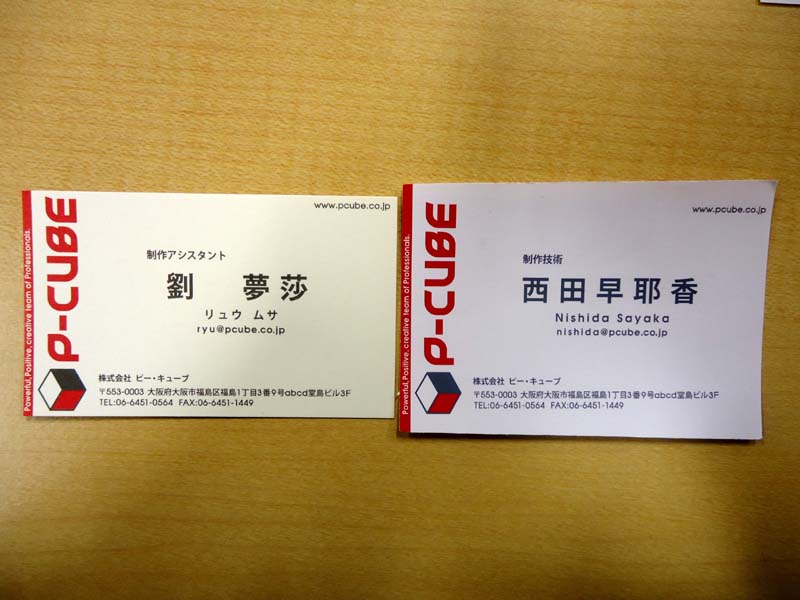 www.pcube.co.jp
P-CUBE
Powerful, Positive, creative team of Professionals.
制作アシスタント
劉 夢莎
リュウ ムサ
ryu@pcube.co.jp
株式会社 ピー・キューブ
〒553-0003 大阪府大阪市福島区福島1丁目3番9号abcd堂島ビル3F
TEL:06-6451-0564 FAX:06-6451-1449
www.pcube.co.jp
P-CUBE
Powerful, Positive, creative team of Professionals.
制作技術
西田早耶香
Nishida Sayaka
nishida@pcube.co.jp
株式会社 ピー・キューブ
〒553-0003 大阪府大阪市福島区福島1丁目3番9号abcd堂島ビル3F
TEL:06-6451-0564 FAX:06-6451-1449